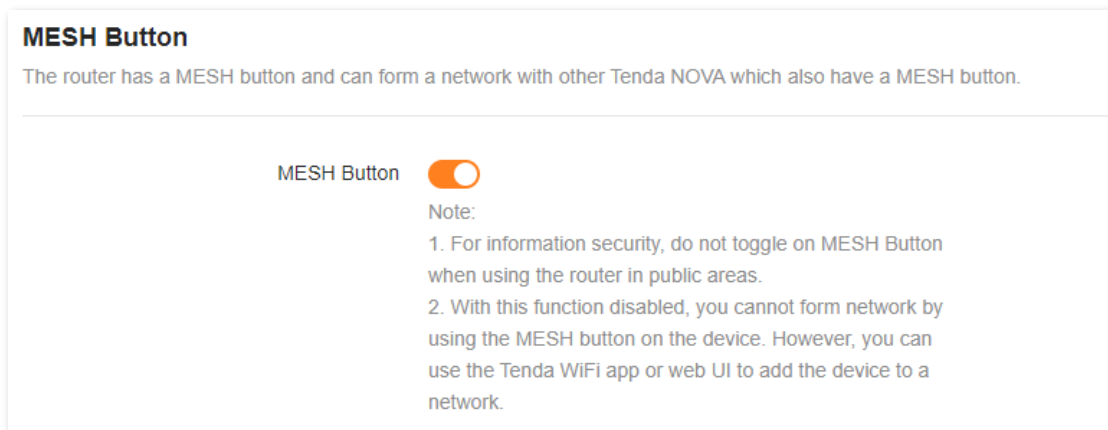 MESH Button
The router has a MESH button and can form a network with other Tenda NOVA which also have a MESH button.
MESH Button
Note:
1. For information security, do not toggle on MESH Button
when using the router in public areas.
2. With this function disabled, you cannot form network by
using the MESH button on the device. However, you can
use the Tenda WiFi app or web UI to add the device to a
network.